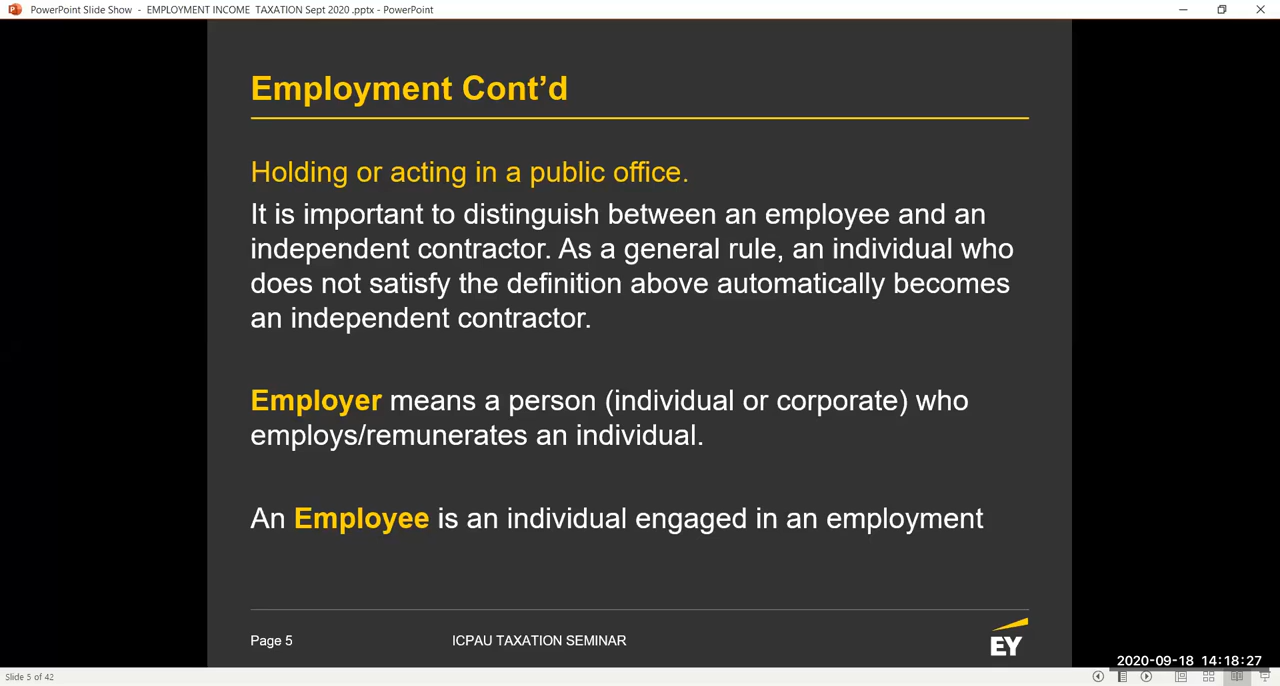 PowerPoint Slide Show - EMPLOYMENT INCOME TAXATION Sept 2020 .pptx - PowerPoint
Employment Cont’d
Holding or acting in a public office.
It is important to distinguish between an employee and an
independent contractor. As a general rule, an individual who
does not satisfy the definition above automatically becomes
an independent contractor.
Employer means a person (individual or corporate) who
employs/remunerates an individual.
An Employee is an individual engaged in an employment
Page 5 ICPAU TAXATION SEMINAR
EY
2020-09-18 14:18:27
Slide 5 of 42